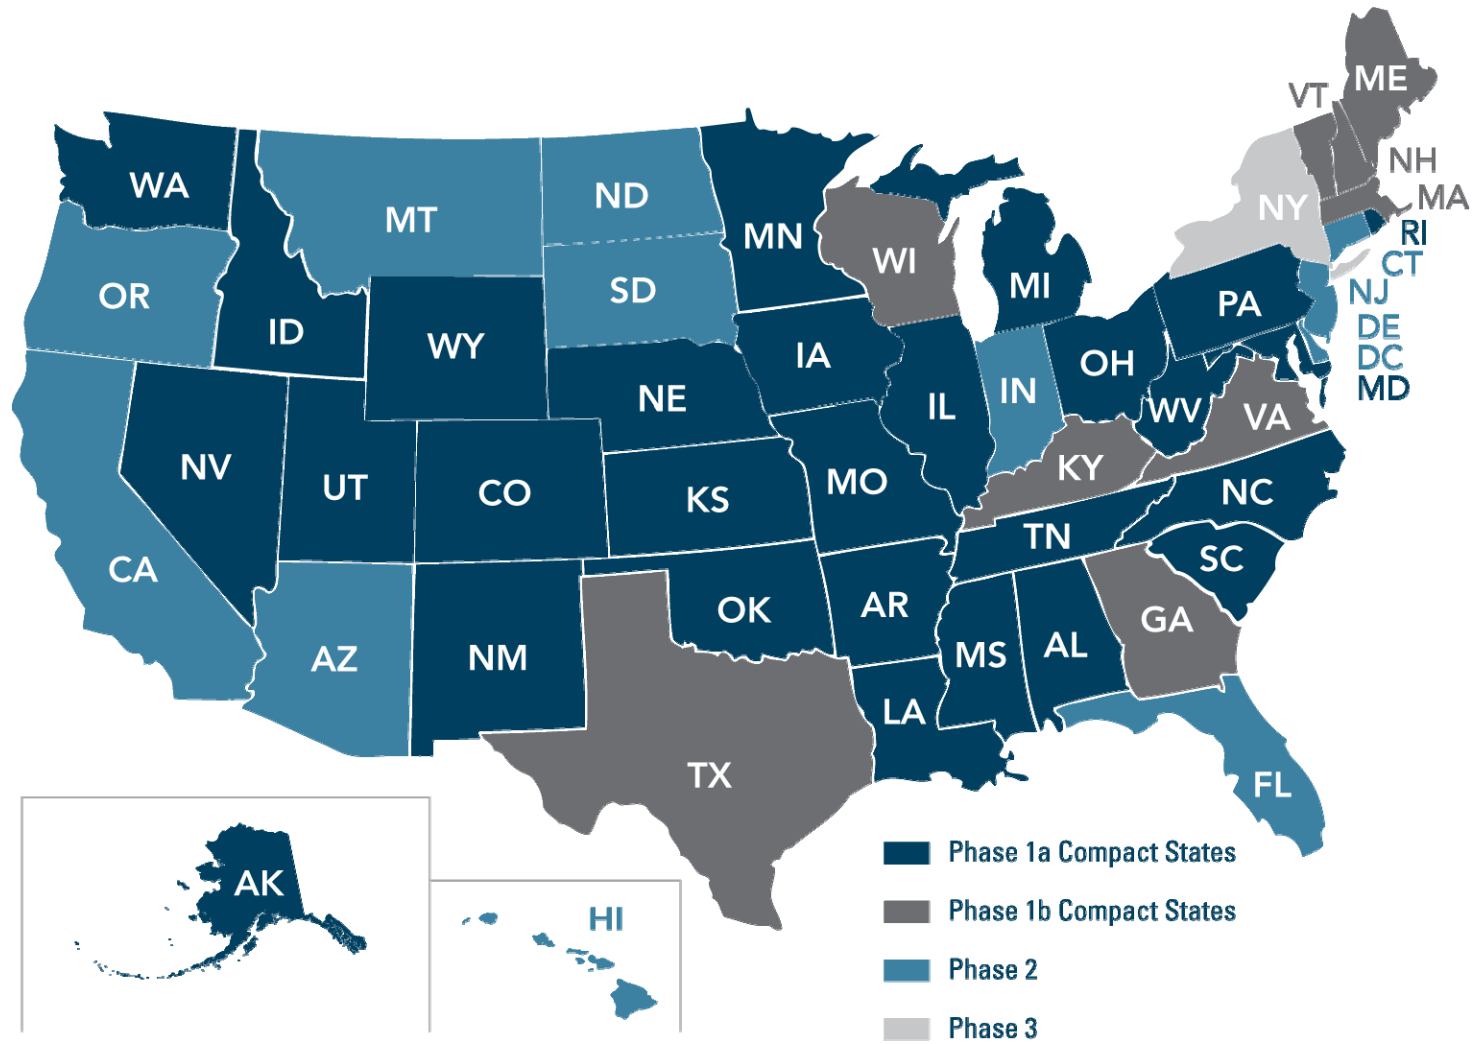 ME
VT
NH
MA
RI
CT
NJ
DE
DC
MD
WA
MT
ND
MN
OR
ID
WY
SD
WI
MI
NY
PA
IA
NE
IL
IN
OH
WV
VA
KY
NV
UT
CO
KS
MO
CA
AZ
NM
OK
AR
TN
NC
SC
GA
AL
MS
LA
TX
FL
AK
HI
Phase 1a Compact States
Phase 1b Compact States
Phase 2
Phase 3